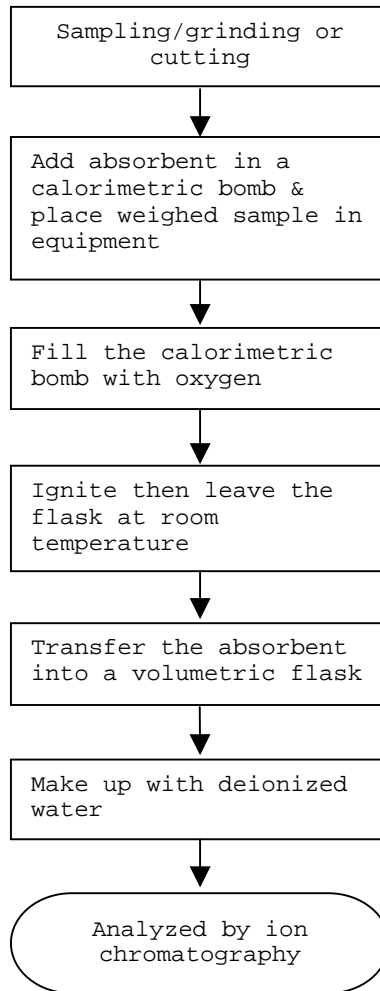 Sampling/grinding or
cutting
Add absorbent in a
calorimetric bomb &
place weighed sample in
equipment
Fill the calorimetric
bomb with oxygen
Ignite then leave the
flask at room
temperature
Transfer the absorbent
into a volumetric flask
Make up with deionized
water
Analyzed by ion
chromatography